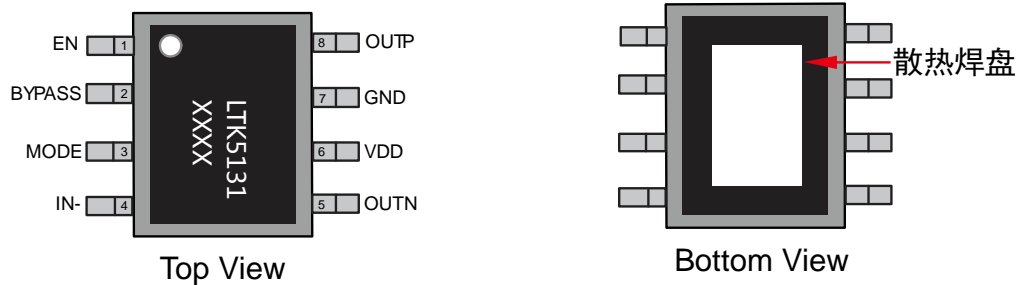 EN 1
BYPASS 2
MODE 3
IN- 4
8 OUTP
7 GND
6 VDD
5 OUTN
LTK5131
XXXX
Top View
散热焊盘
Bottom View